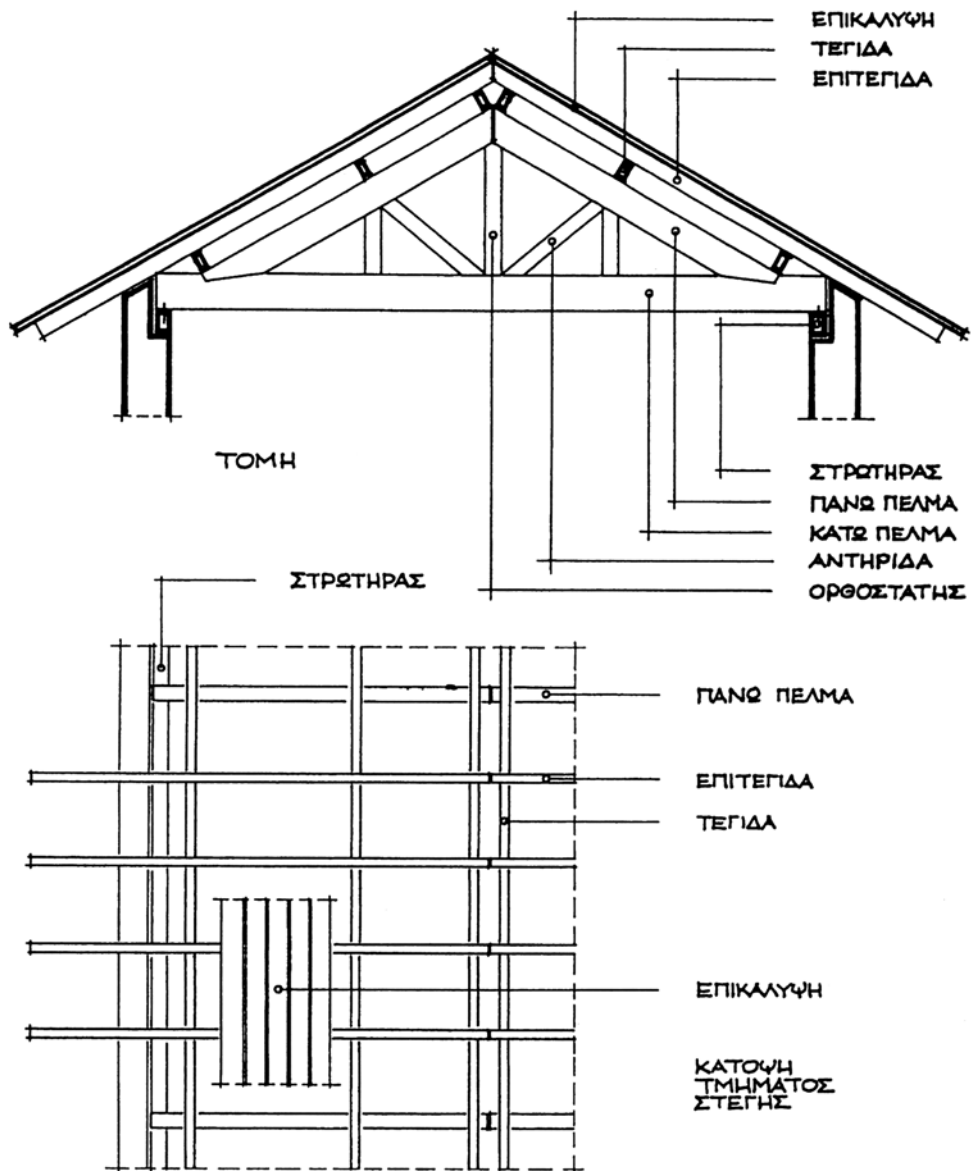 ΕΠΙΚΑΛΥΨΗ
ΤΕΓΙΔΑ
ΕΠΙΤΕΓΙΔΑ
ΤΟΜΗ
ΣΤΡΩΤΗΡΑΣ
ΠΑΝΩ ΠΕΛΜΑ
ΚΑΤΩ ΠΕΛΜΑ
ΑΝΤΗΡΙΔΑ
ΟΡΘΟΣΤΑΤΗΣ
ΣΤΡΩΤΗΡΑΣ
ΠΑΝΩ ΠΕΛΜΑ
ΕΠΙΤΕΓΙΔΑ
ΤΕΓΙΔΑ
ΕΠΙΚΑΛΥΨΗ
ΚΑΤΟΨΗ
ΤΜΗΜΑΤΟΣ
ΣΤΕΓΗΣ